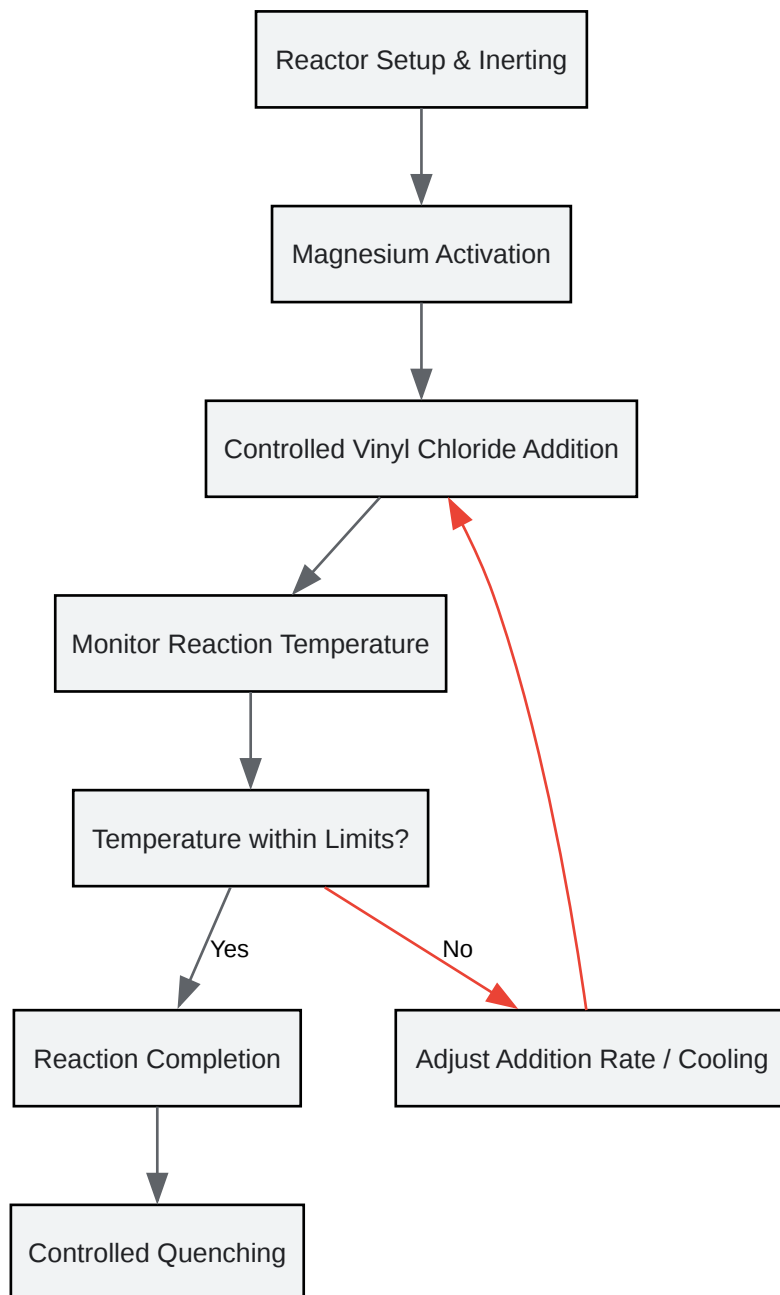 Reactor Setup & Inerting
Magnesium Activation
Controlled Vinyl Chloride Addition
Monitor Reaction Temperature
Temperature within Limits?
Yes
No
Reaction Completion
Adjust Addition Rate / Cooling
Controlled Quenching